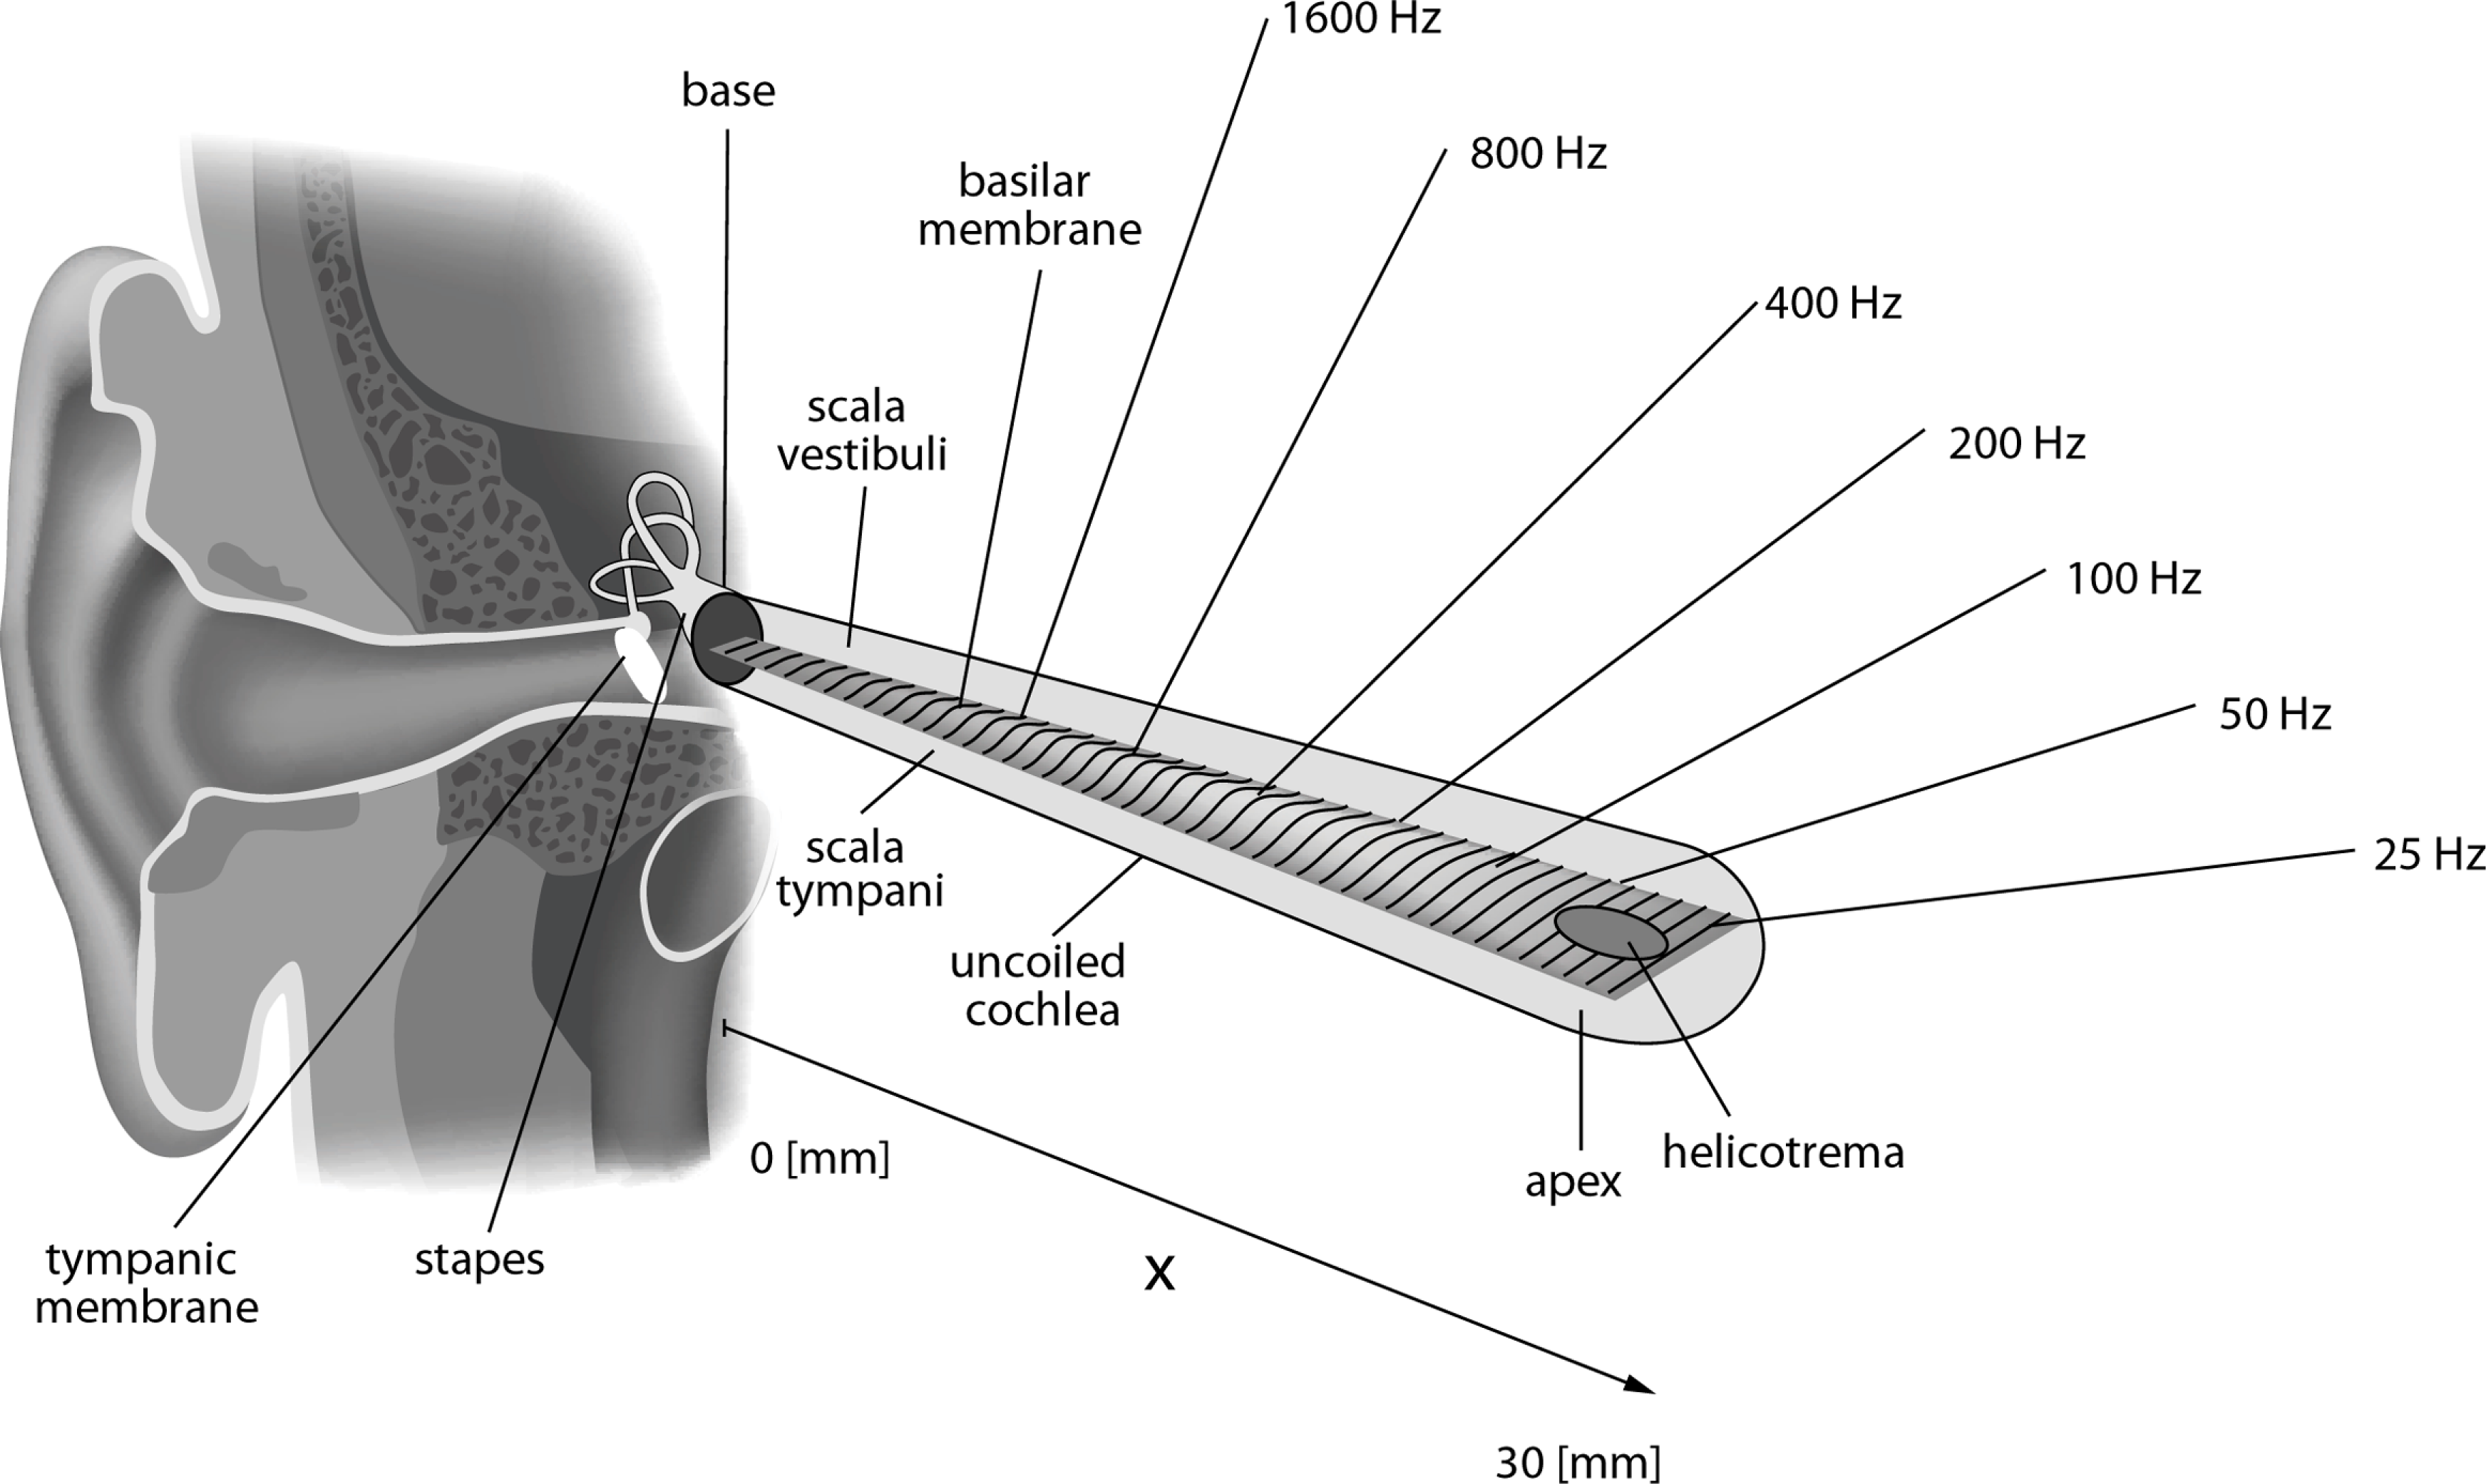 1600 Hz
base
800 Hz
basilar
membrane
400 Hz
scala
vestibuli
200 Hz
100 Hz
50 Hz
25 Hz
scala
tympani
uncoiled
cochlea
0 [mm]
helicotrema
apex
tympanic
membrane
stapes
x
30 [mm]